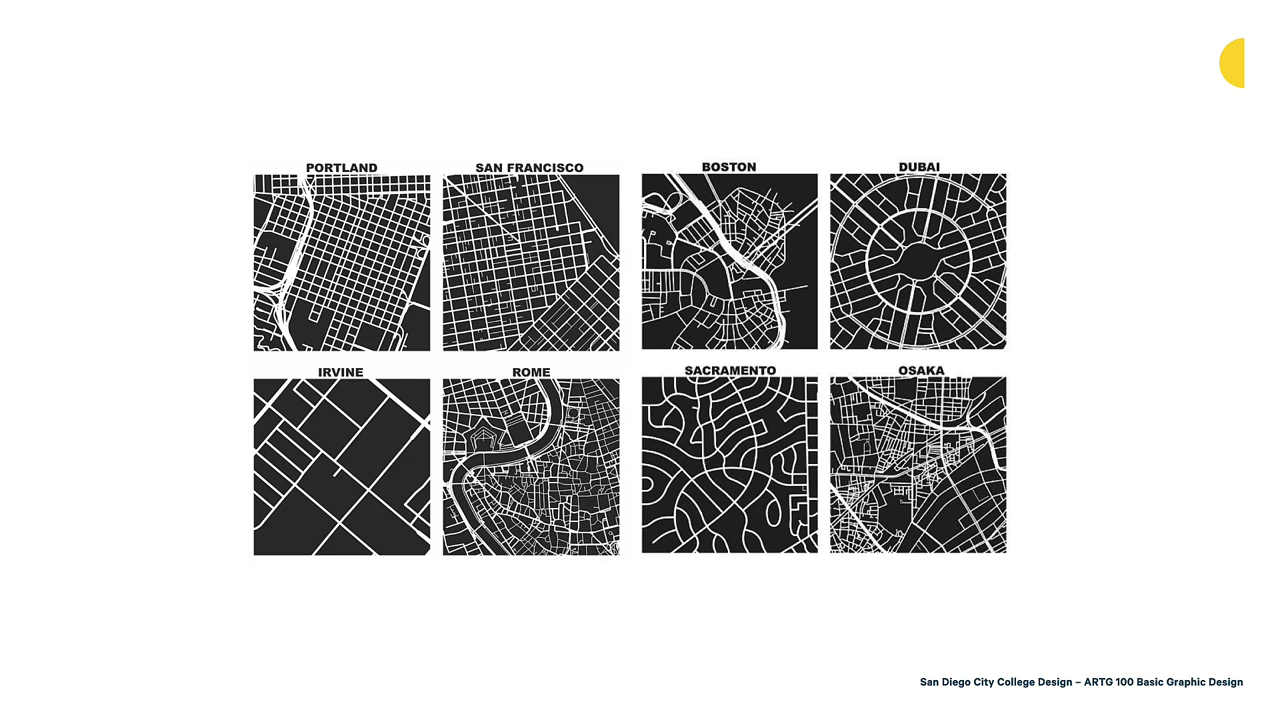 PORTLAND
SAN FRANCISCO
BOSTON
DUBAI
IRVINE
ROME
SACRAMENTO
OSAKA
San Diego City College Design – ARTG 100 Basic Graphic Design